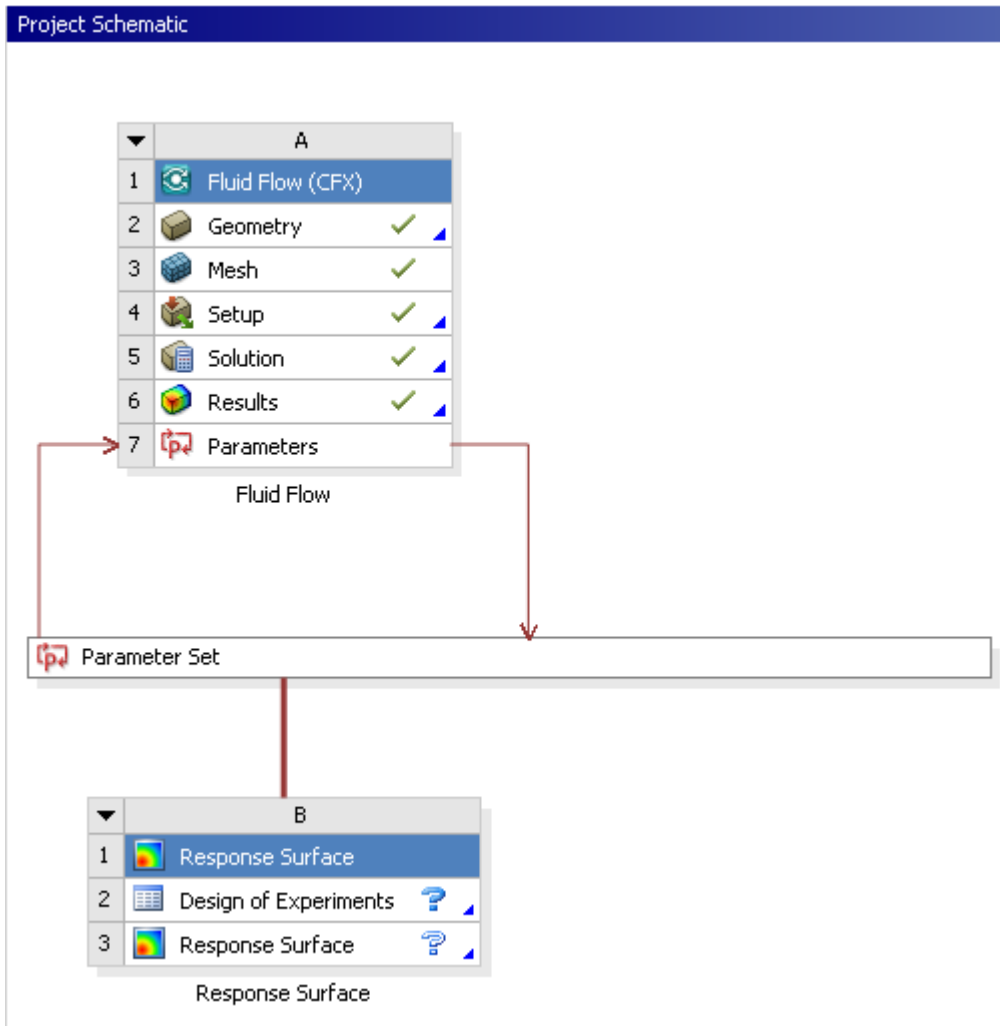 Project Schematic
A
1 Fluid Flow (CFX)
2 Geometry
3 Mesh
4 Setup
5 Solution
6 Results
7 Parameters
Fluid Flow
Parameter Set
B
1 Response Surface
2 Design of Experiments
3 Response Surface
Response Surface